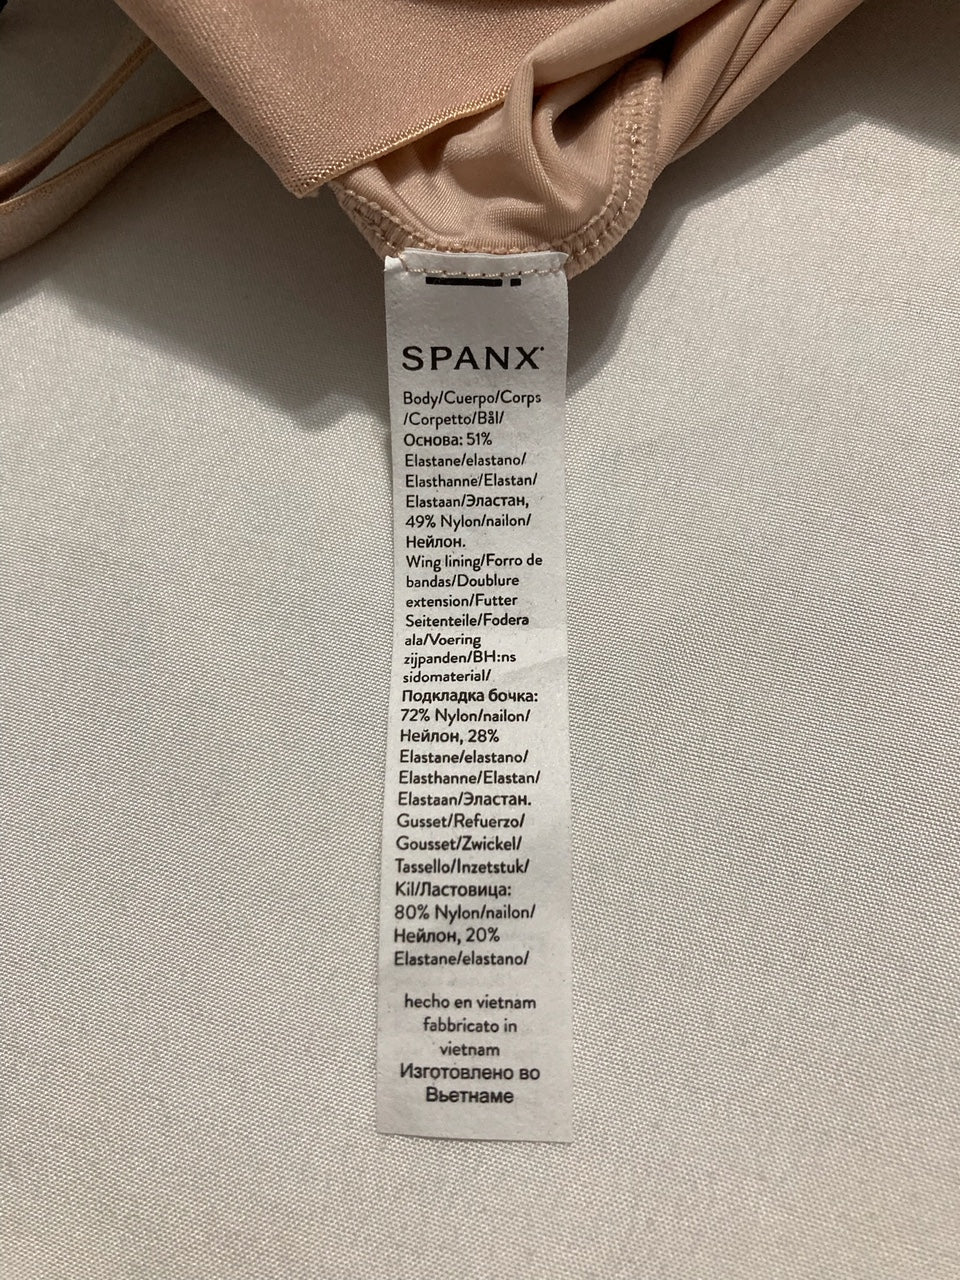 SPANX
Body/Cuerpo/Corps
/Corpetto/Bål/
Основа: 51%
Elastane/elastano/
Elasthanne/Elastan/
Elastaan/Эластан,
49% Nylon/nailon/
Нейлон.
Wing lining/Forro de
bandas/Doublure
extension/Futter
Seitenteile/Fodera
ala/Voering
zijpanden/BH:ns
sidomaterial/
Подкладка бочка:
72% Nylon/nailon/
Нейлон, 28%
Elastane/elastano/
Elasthanne/Elastan/
Elastaan/Эластан.
Gusset/Refuerzo/
Gousset/Zwickel/
Tassello/Inzetstuk/
Kil/Ластовица:
80% Nylon/nailon/
Нейлон, 20%
Elastane/elastano/
hecho en vietnam
fabbricato in
vietnam
Изготовлено во
Вьетнаме